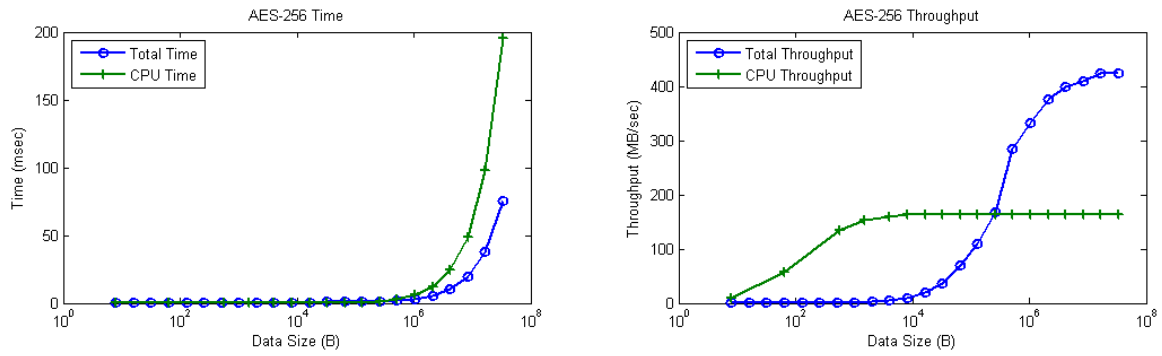 AES-256 Time
200
150
100
50
0
Time (msec)
Total Time
CPU Time
10^0
10^2
10^4
10^6
10^8
Data Size (B)
AES-256 Throughput
500
400
300
200
100
0
Throughput (MB/sec)
Total Throughput
CPU Throughput
10^0
10^2
10^4
10^6
10^8
Data Size (B)